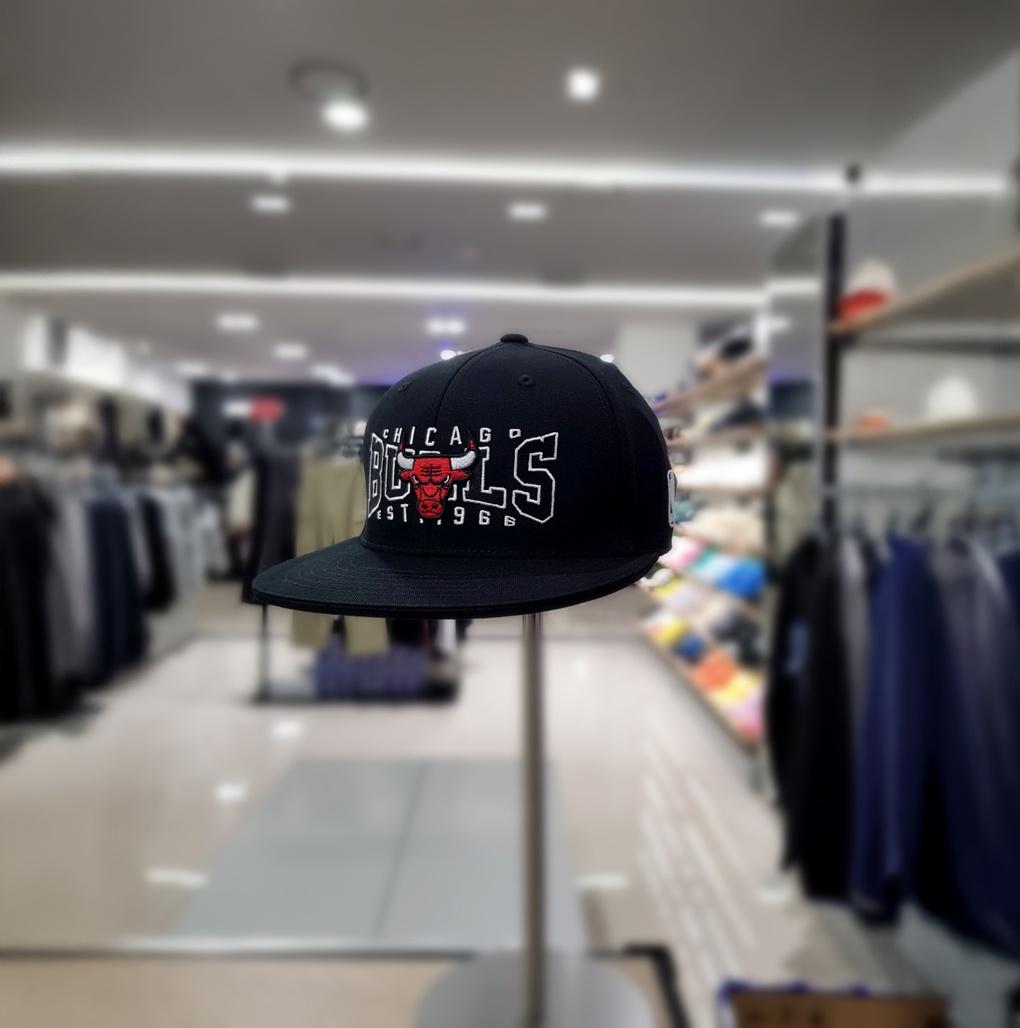 CHICAGO
BULLS
EST. 1966